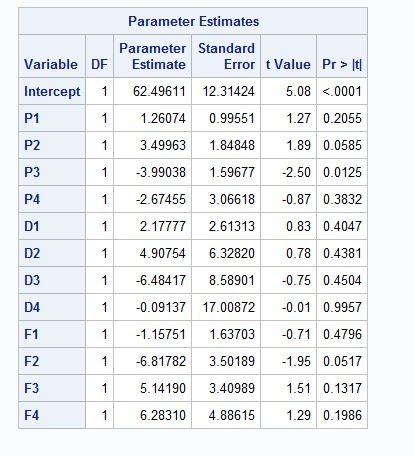 Parameter Estimates
Variable DF Parameter Estimate Standard Error t Value Pr > |t|
Intercept 1 62.49611 12.31424 5.08 <.0001
P1 1 1.26074 0.99551 1.27 0.2055
P2 1 3.49963 1.84848 1.89 0.0585
P3 1 -3.99038 1.59677 -2.50 0.0125
P4 1 -2.67455 3.06618 -0.87 0.3832
D1 1 2.17777 2.61313 0.83 0.4047
D2 1 4.90754 6.32820 0.78 0.4381
D3 1 -6.48417 8.58901 -0.75 0.4504
D4 1 -0.09137 17.00872 -0.01 0.9957
F1 1 -1.15751 1.63703 -0.71 0.4796
F2 1 -6.81782 3.50189 -1.95 0.0517
F3 1 5.14190 3.40989 1.51 0.1317
F4 1 6.28310 4.88615 1.29 0.1986